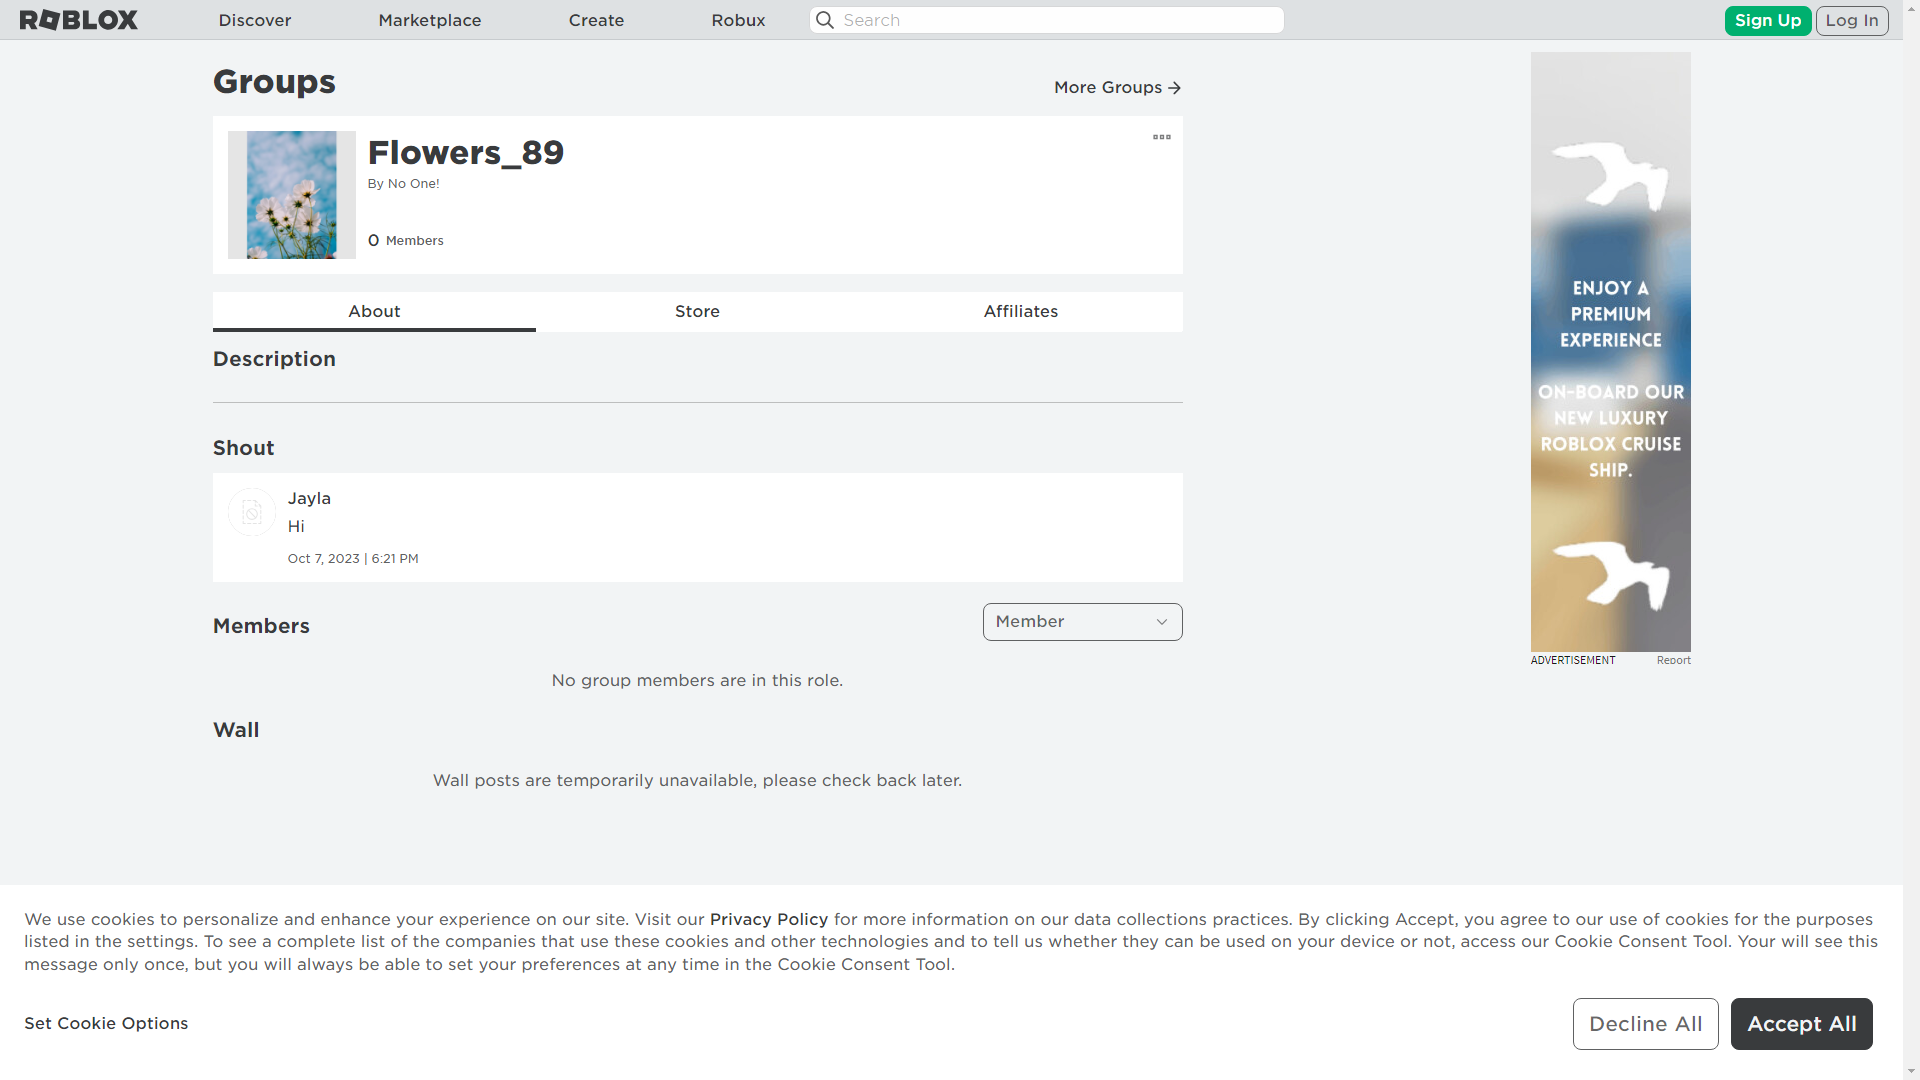 ROBLOX
Discover
Marketplace
Create
Robux
Search
Sign Up
Log In
Groups
More Groups
Flowers_89
By No One!
0 Members
About
Store
Affiliates
Description
Shout
Jayla
Hi
Oct 7, 2023 | 6:21 PM
Members
Member
No group members are in this role.
Wall
Wall posts are temporarily unavailable, please check back later.
ENJOY A
PREMIUM
EXPERIENCE
ON-BOARD OUR
NEW LUXURY
ROBLOX CRUISE
SHIP.
ADVERTISEMENT
Report
We use cookies to personalize and enhance your experience on our site. Visit our Privacy Policy for more information on our data collections practices. By clicking Accept, you agree to our use of cookies for the purposes
listed in the settings. To see a complete list of the companies that use these cookies and other technologies and to tell us whether they can be used on your device or not, access our Cookie Consent Tool. Your will see this
message only once, but you will always be able to set your preferences at any time in the Cookie Consent Tool.
Set Cookie Options
Decline All
Accept All